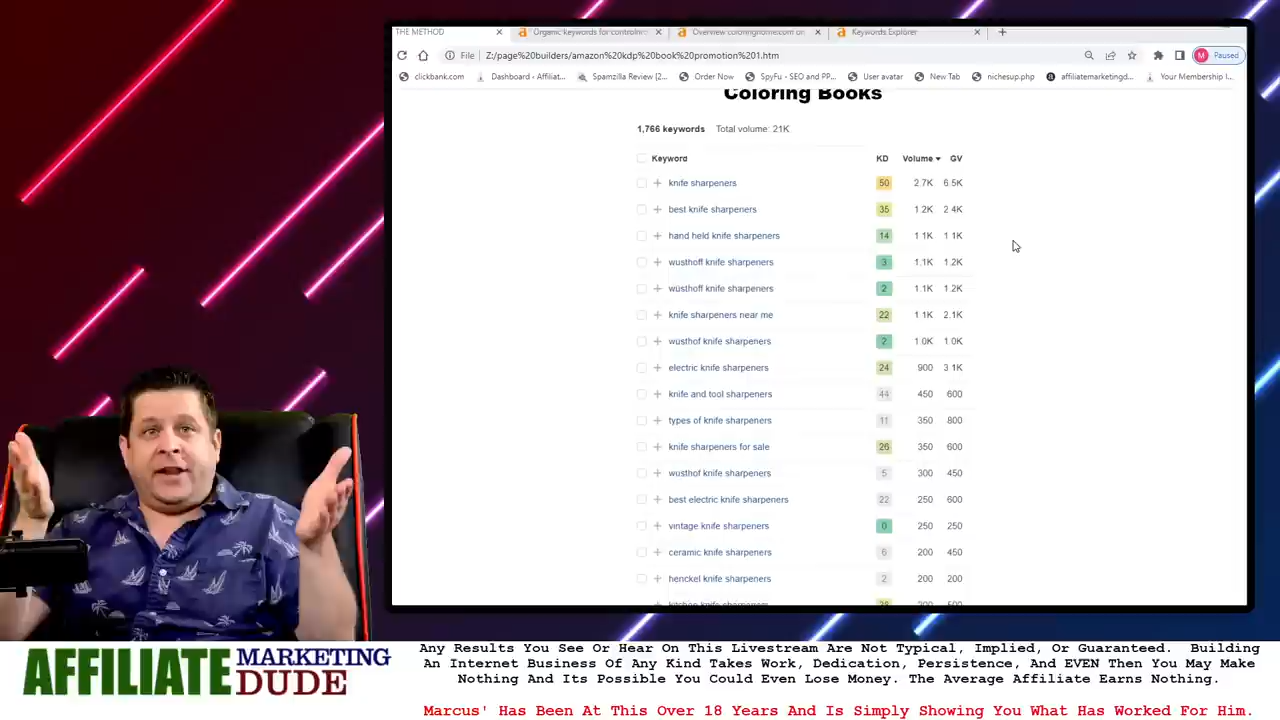 THE METHOD × Organic keywords for controlni × Overview coloringhome.com on × Keywords Explorer × +
File Z:/page%20builders/amazon%20kdp%20book%20promotion%201.htm M Paused
clickbank.com Dashboard - Affiliat... Spamzilla Review [2... Order Now SpyFu - SEO and PP... User avatar New Tab nichesup.php affiliatemarketingd... Your Membership I...
Coloring Books
1,766 keywords Total volume: 21K
Keyword KD Volume GV
knife sharpeners 50 2.7K 6.5K
best knife sharpeners 35 1.2K 2.4K
hand held knife sharpeners 14 1.1K 1.1K
wusthoff knife sharpeners 3 1.1K 1.2K
wüsthoff knife sharpeners 2 1.1K 1.2K
knife sharpeners near me 22 1.1K 2.1K
wusthof knife sharpeners 2 1.0K 1.0K
electric knife sharpeners 24 900 3.1K
knife and tool sharpeners 44 450 600
types of knife sharpeners 11 350 800
knife sharpeners for sale 26 350 600
wusthof knife sharpeners 5 300 450
best electric knife sharpeners 22 250 600
vintage knife sharpeners 0 250 250
ceramic knife sharpeners 6 200 450
henckel knife sharpeners 2 200 200
kitchen knife sharpeners 38 200 500
AFFILIATE MARKETING DUDE
Any Results You See Or Hear On This Livestream Are Not Typical, Implied, Or Guaranteed. Building
An Internet Business Of Any Kind Takes Work, Dedication, Persistence, And EVEN Then You May Make
Nothing And Its Possible You Could Even Lose Money. The Average Affiliate Earns Nothing.
Marcus' Has Been At This Over 18 Years And Is Simply Showing You What Has Worked For Him.